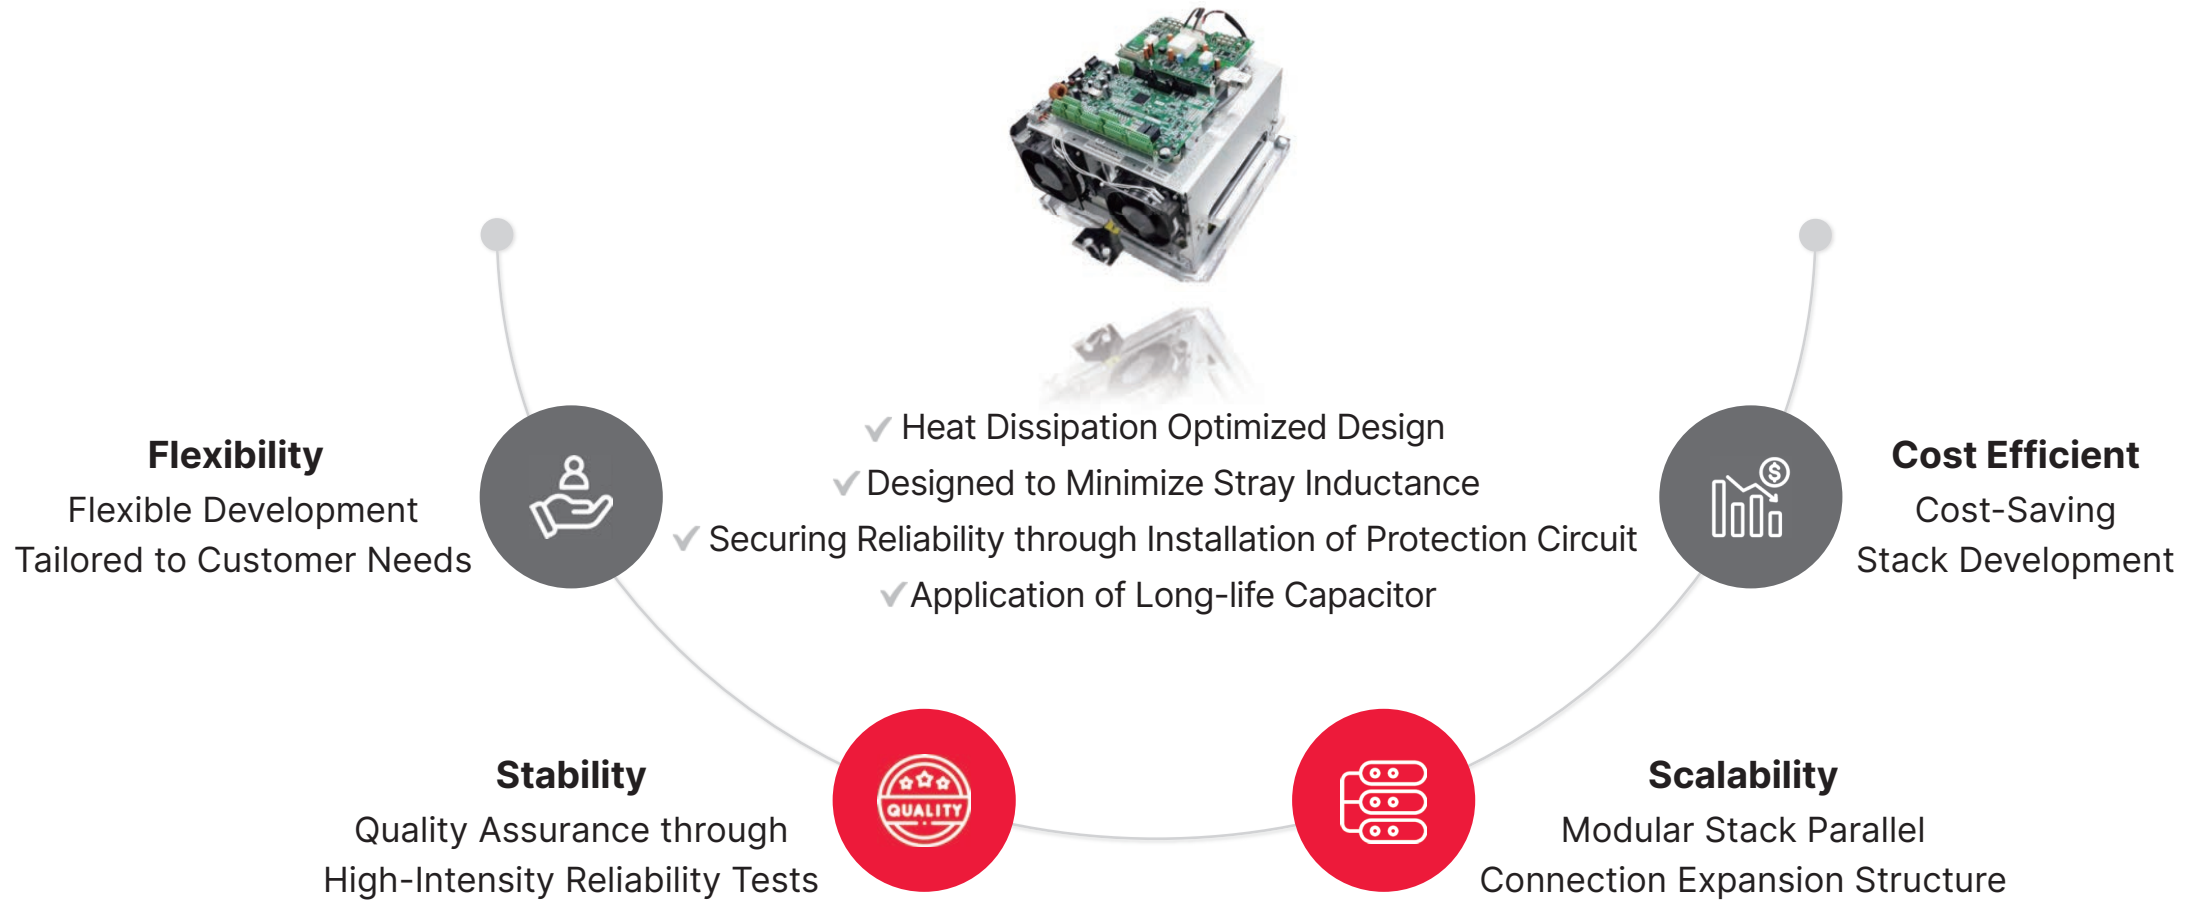 Heat Dissipation Optimized Design
Designed to Minimize Stray Inductance
Securing Reliability through Installation of Protection Circuit
Application of Long-life Capacitor
Flexibility
Flexible Development
Tailored to Customer Needs
Cost Efficient
Cost-Saving
Stack Development
Stability
Quality Assurance through
High-Intensity Reliability Tests
QUALITY
Scalability
Modular Stack Parallel
Connection Expansion Structure